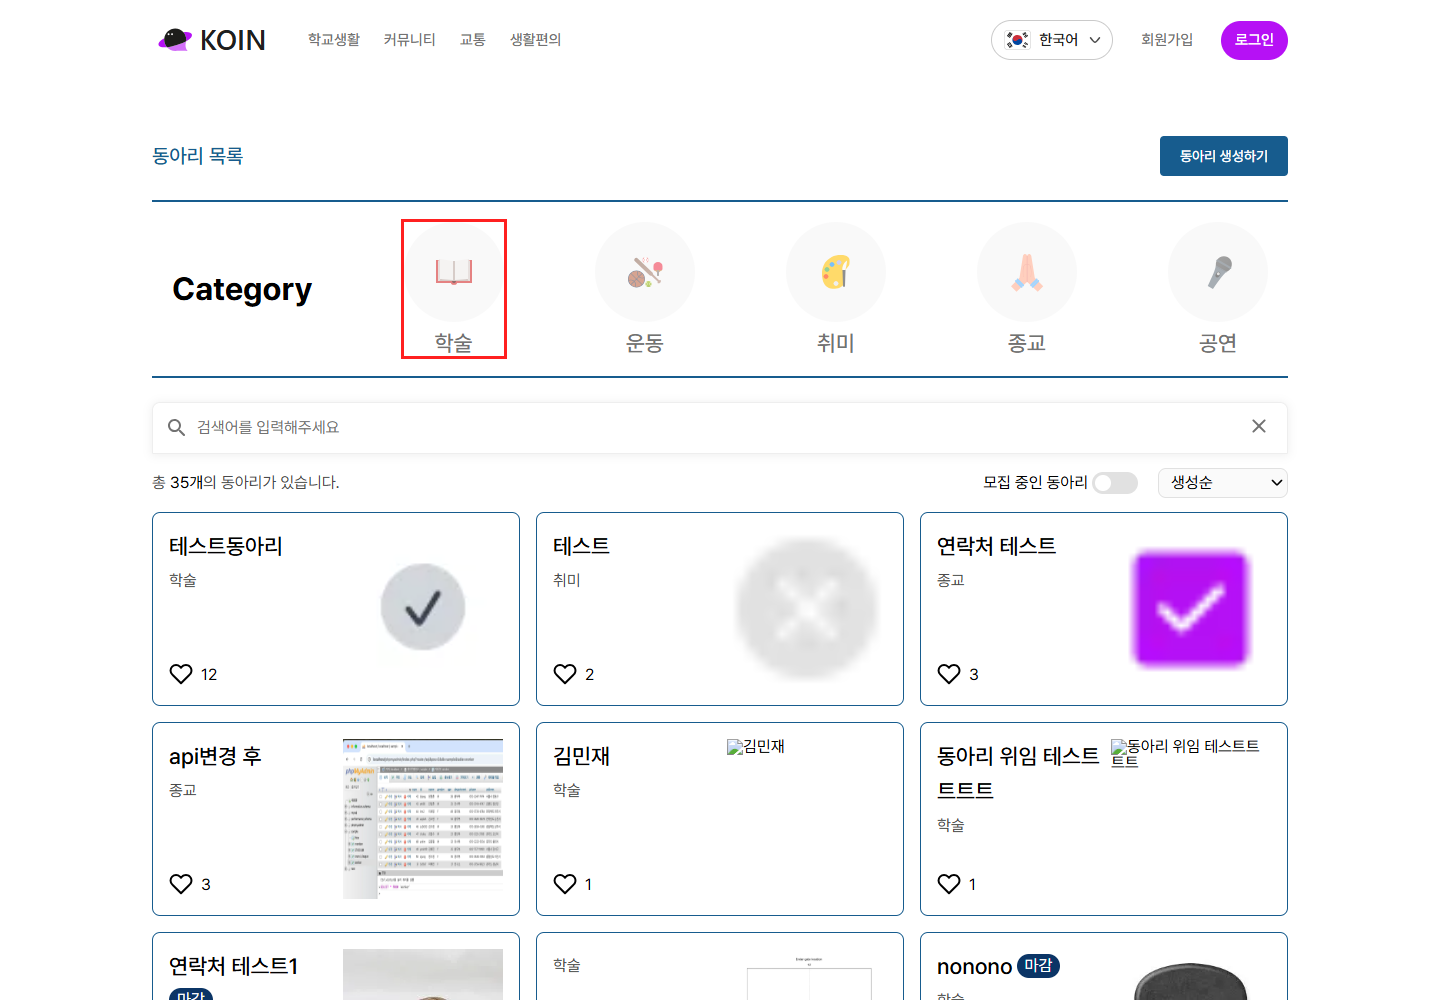 KOIN
학교생활 커뮤니티 교통 생활편의
한국어
회원가입
로그인
동아리 목록
동아리 생성하기
Category
학술
운동
취미
종교
공연
검색어를 입력해주세요
총 35개의 동아리가 있습니다.
모집 중인 동아리
생성순
테스트동아리
학술
12
테스트
취미
2
연락처 테스트
종교
3
api변경 후
종교
3
김민재
학술
김민재
1
동아리 위임 테스트
트트트
학술
동아리 위임 테스트트
트트
1
연락처 테스트1
마감
학술
nonono 마감
학술